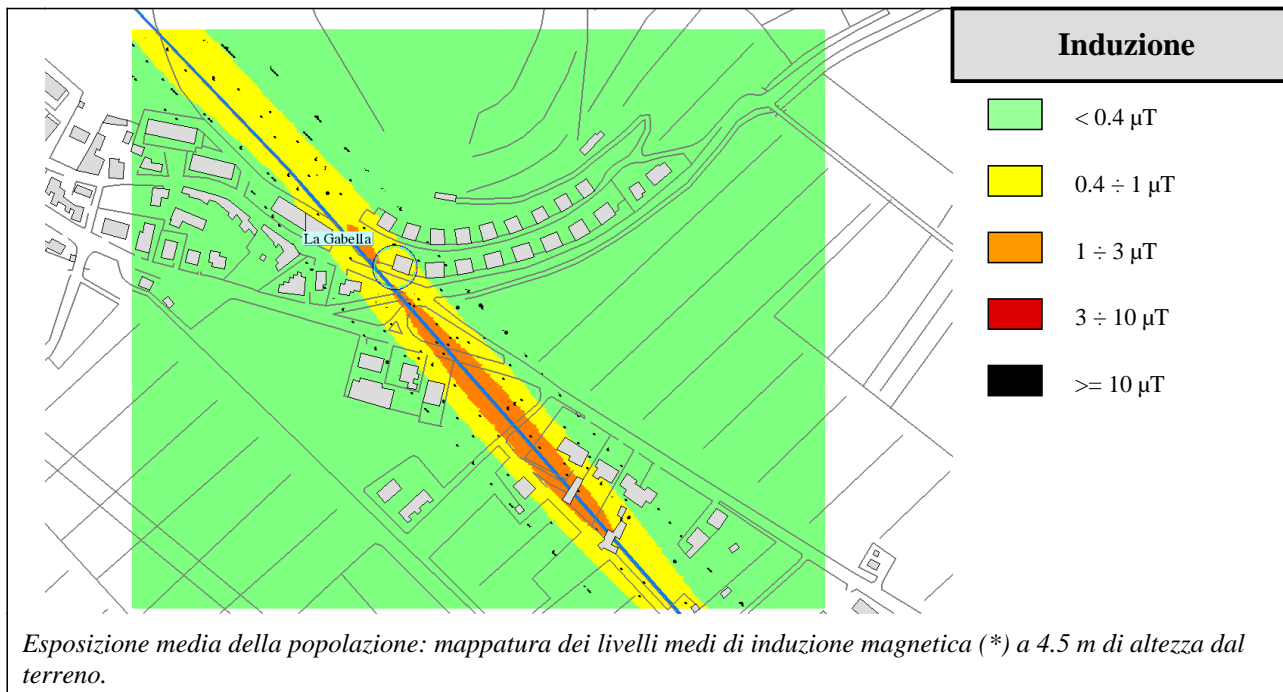 Induzione
< 0.4 µT
0.4 ÷ 1 µT
1 ÷ 3 µT
3 ÷ 10 µT
>= 10 µT
La Gabella
Esposizione media della popolazione: mappatura dei livelli medi di induzione magnetica (*) a 4.5 m di altezza dal
terreno.